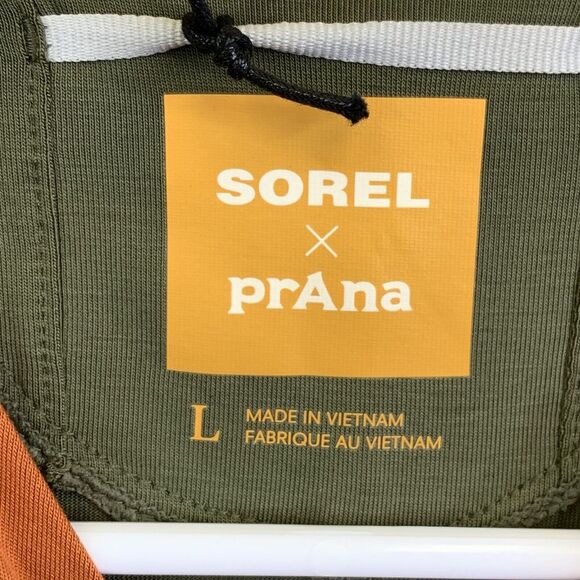 SOREL
×
prAna
L
MADE IN VIETNAM
FABRIQUE AU VIETNAM